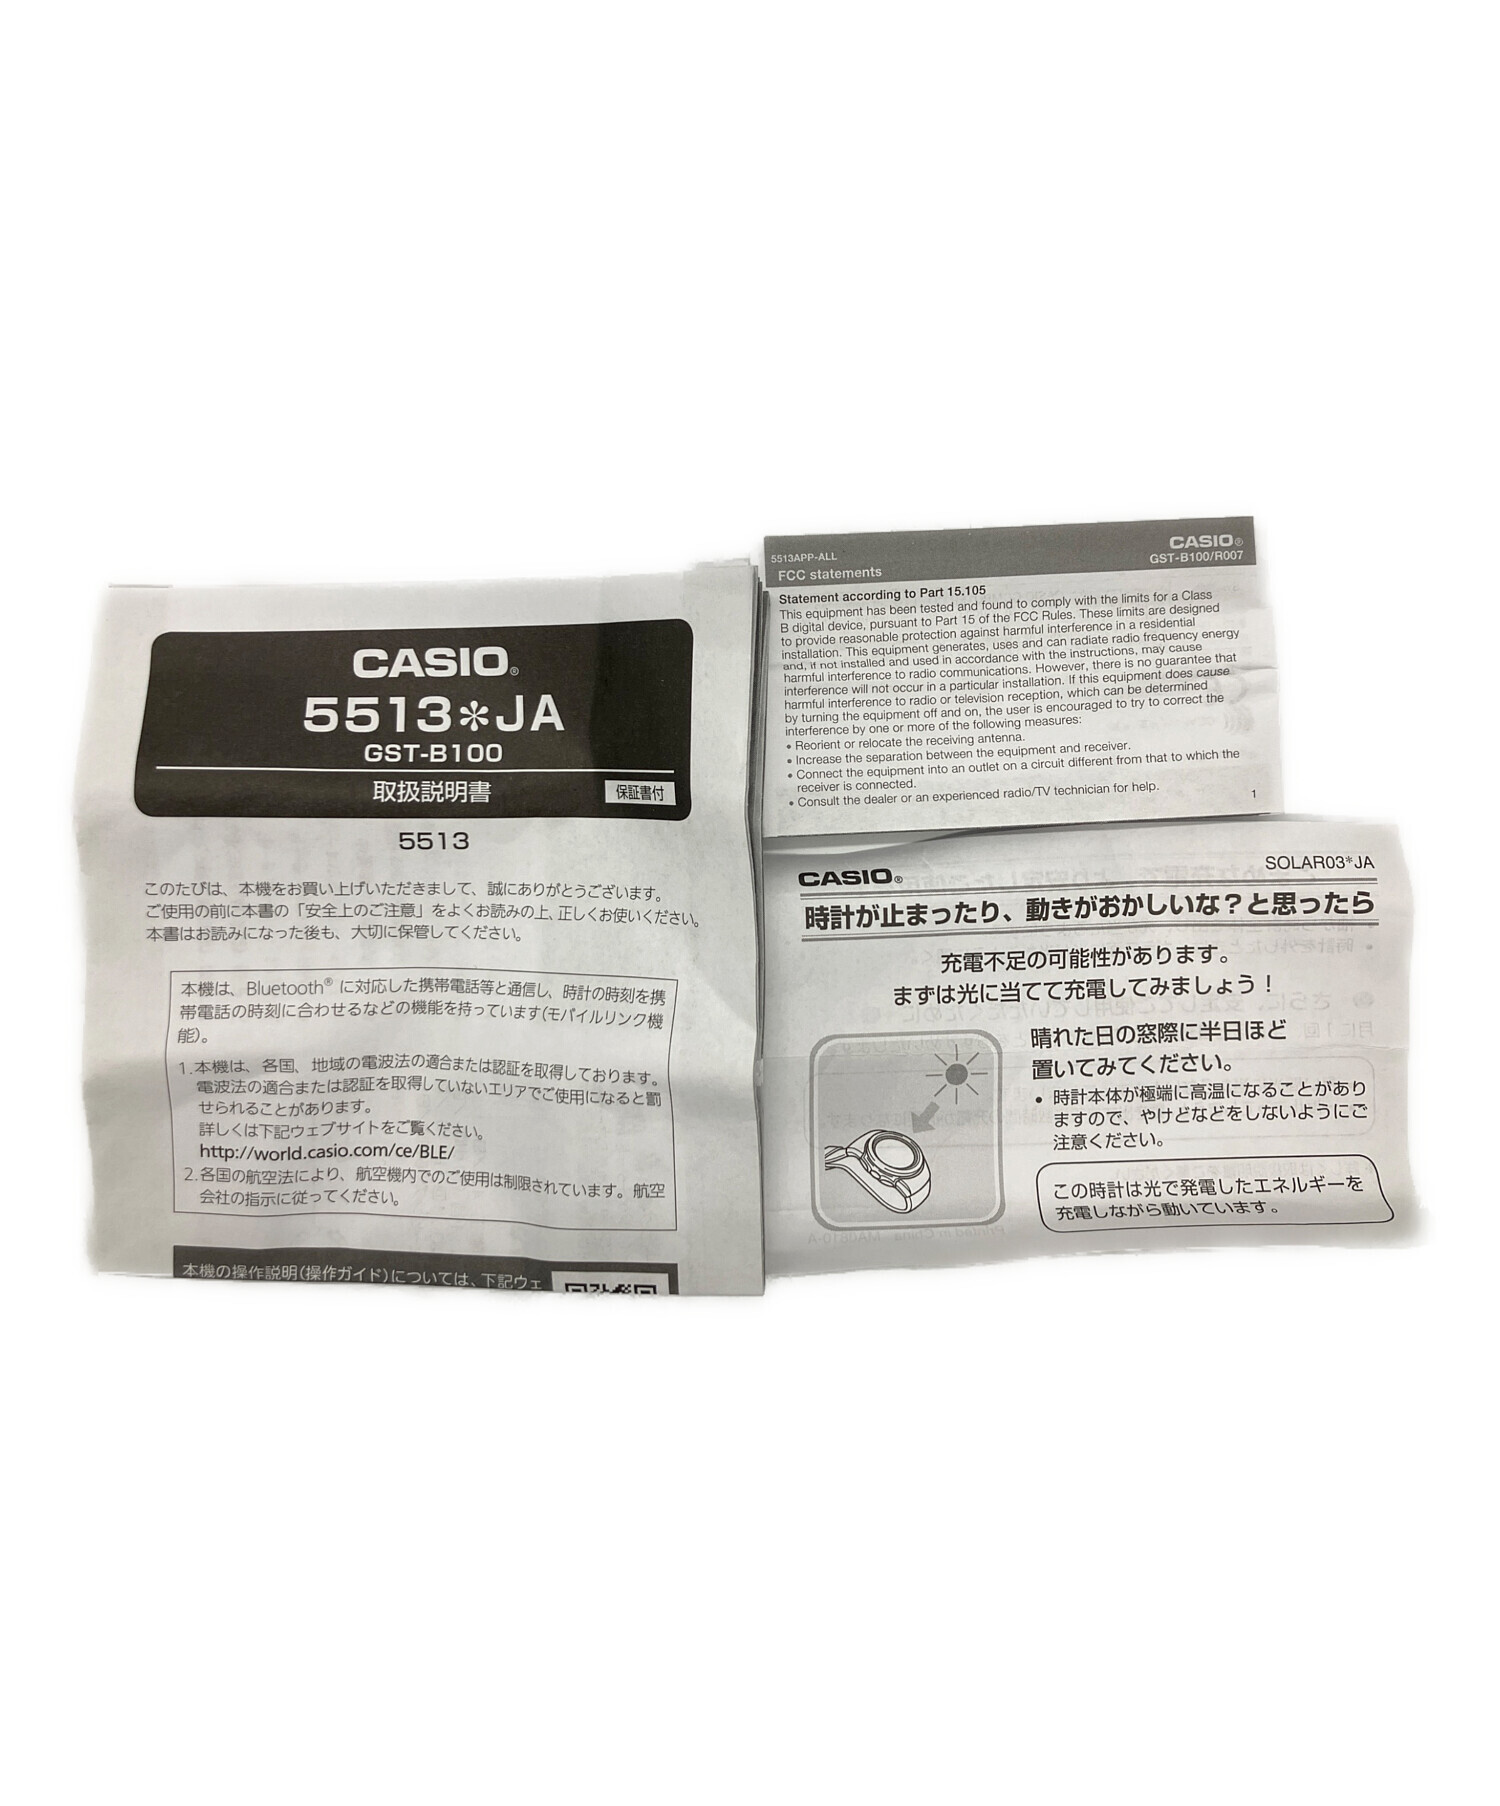 CASIO®
5513*JA
GST-B100
取扱説明書
保証書付
5513
このたびは、本機をお買い上げいただきまして、誠にありがとうございます。
ご使用の前に本書の「安全上のご注意」をよくお読みの上、正しくお使いください。
本書はお読みになった後も、大切に保管してください。
本機は、Bluetooth®に対応した携帯電話等と通信し、時計の時刻を携
帯電話の時刻に合わせるなどの機能を持っています(モバイルリンク機
能)。
1.本機は、各国、地域の電波法の適合または認証を取得しております。
電波法の適合または認証を取得していないエリアでご使用になると罰
せられることがあります。
詳しくは下記ウェブサイトをご覧ください。
http://world.casio.com/ce/BLE/
2.各国の航空法により、航空機内でのご使用は制限されています。航空
会社の指示に従ってください。
本機の操作説明(操作ガイド)については、下記ウェ
5513APP-ALL
CASIO®
GST-B100/R007
FCC statements
Statement according to Part 15.105
This equipment has been tested and found to comply with the limits for a Class
B digital device, pursuant to Part 15 of the FCC Rules. These limits are designed
to provide reasonable protection against harmful interference in a residential
installation. This equipment generates, uses and can radiate radio frequency energy
and, if not installed and used in accordance with the instructions, may cause
harmful interference to radio communications. However, there is no guarantee that
interference will not occur in a particular installation. If this equipment does cause
harmful interference to radio or television reception, which can be determined
by turning the equipment off and on, the user is encouraged to try to correct the
interference by one or more of the following measures:
• Reorient or relocate the receiving antenna.
• Increase the separation between the equipment and receiver.
• Connect the equipment into an outlet on a circuit different from that to which the
receiver is connected.
• Consult the dealer or an experienced radio/TV technician for help.
1
CASIO®
SOLAR03*JA
時計が止まったり、動きがおかしいな?と思ったら
充電不足の可能性があります。
まずは光に当てて充電してみましょう!
晴れた日の窓際に半日ほど
置いてみてください。
• 時計本体が極端に高温になることがあり
ますので、やけどなどをしないようにご
注意ください。
この時計は光で発電したエネルギーを
充電しながら動いています。